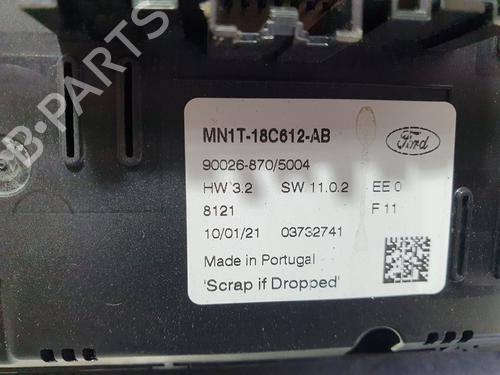 MN1T-18C612-AB
Ford
90026-870/5004
HW 3.2 SW 11.0.2 EE 0
8121 F 11
10/01/21 03732741
Made in Portugal
'Scrap if Dropped'
B-PARTS
B-PARTS